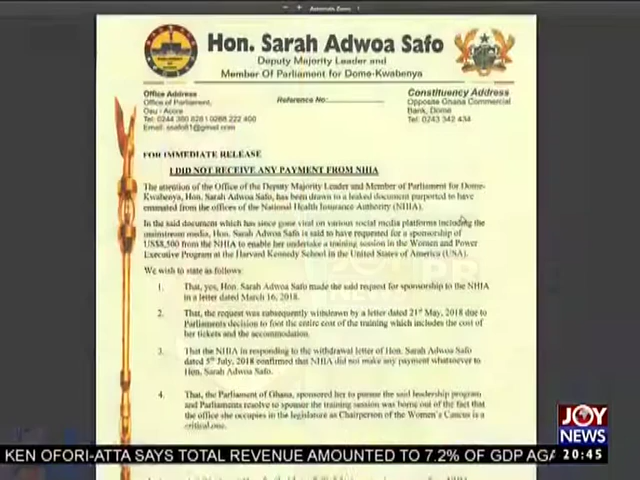 Automatic Zoom
Hon. Sarah Adwoa Safo
Deputy Majority Leader and
Member Of Parliament for Dome-Kwabenya
Office Address
Office of Parliament,
Osu - Accra
Tel: 0244 360 828 | 0268 222 400
Email: ssafo81@gmail.com
Reference No:
Constituency Address
Opposite Ghana Commercial
Bank, Dome
Tel: 0243 342 434
FOR IMMEDIATE RELEASE
I DID NOT RECEIVE ANY PAYMENT FROM NHIA
The attention of the Office of the Deputy Majority Leader and Member of Parliament for Dome-
Kwabenya, Hon. Sarah Adwoa Safo, has been drawn to a leaked document purported to have
emanated from the offices of the National Health Insurance Authority (NHIA).
In the said document which has since gone viral on various social media platforms including the
mainstream media, Hon. Sarah Adwoa Safo is said to have requested for a sponsorship of
US$8,500 from the NHIA to enable her undertake a training session in the Women and Power
Executive Program at the Harvard Kennedy School in the United States of America (USA).
We wish to state as follows:
1. That, yes, Hon. Sarah Adwoa Safo made the said request for sponsorship to the NHIA
in a letter dated March 16, 2018.
2. That, the request was subsequently withdrawn by a letter dated 21st May, 2018 due to
Parliaments decision to foot the entire cost of the training which includes the cost of
her tickets and the accommodation.
3. That the NHIA in responding to the withdrawal letter of Hon. Sarah Adwoa Safo
dated 5th July, 2018 confirmed that NHIA did not make any payment whatsoever to
Hon. Sarah Adwoa Safo.
4. That, the Parliament of Ghana, sponsored her to pursue the said leadership program
and Parliaments resolve to sponsor the training session was borne out of the fact that
the office she occupies in the legislature as Chairperson of the Women's Caucus is a
critical one.
JOY
NEWS
20:45
KEN OFORI-ATTA SAYS TOTAL REVENUE AMOUNTED TO 7.2% OF GDP AGA